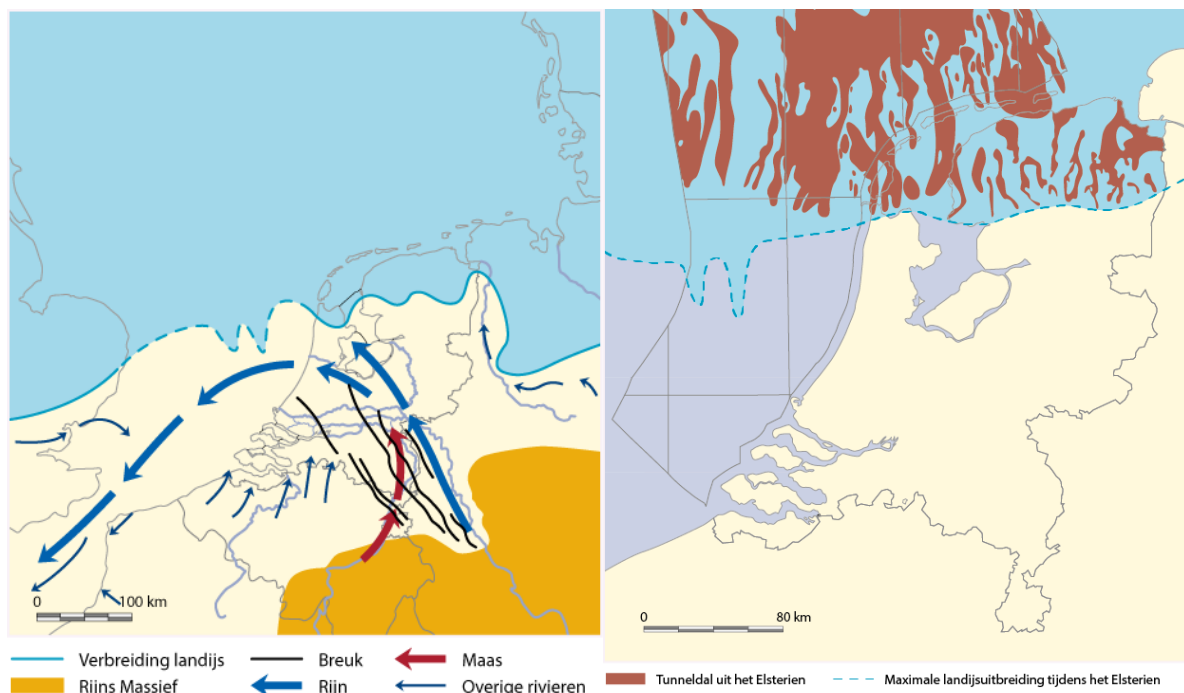 0 100 km
Verbreiding landijs
Breuk
Maas
Rijns Massief
Rijn
Overige rivieren
0 80 km
Tunneldal uit het Elsterien
Maximale landijsuitbreiding tijdens het Elsterien